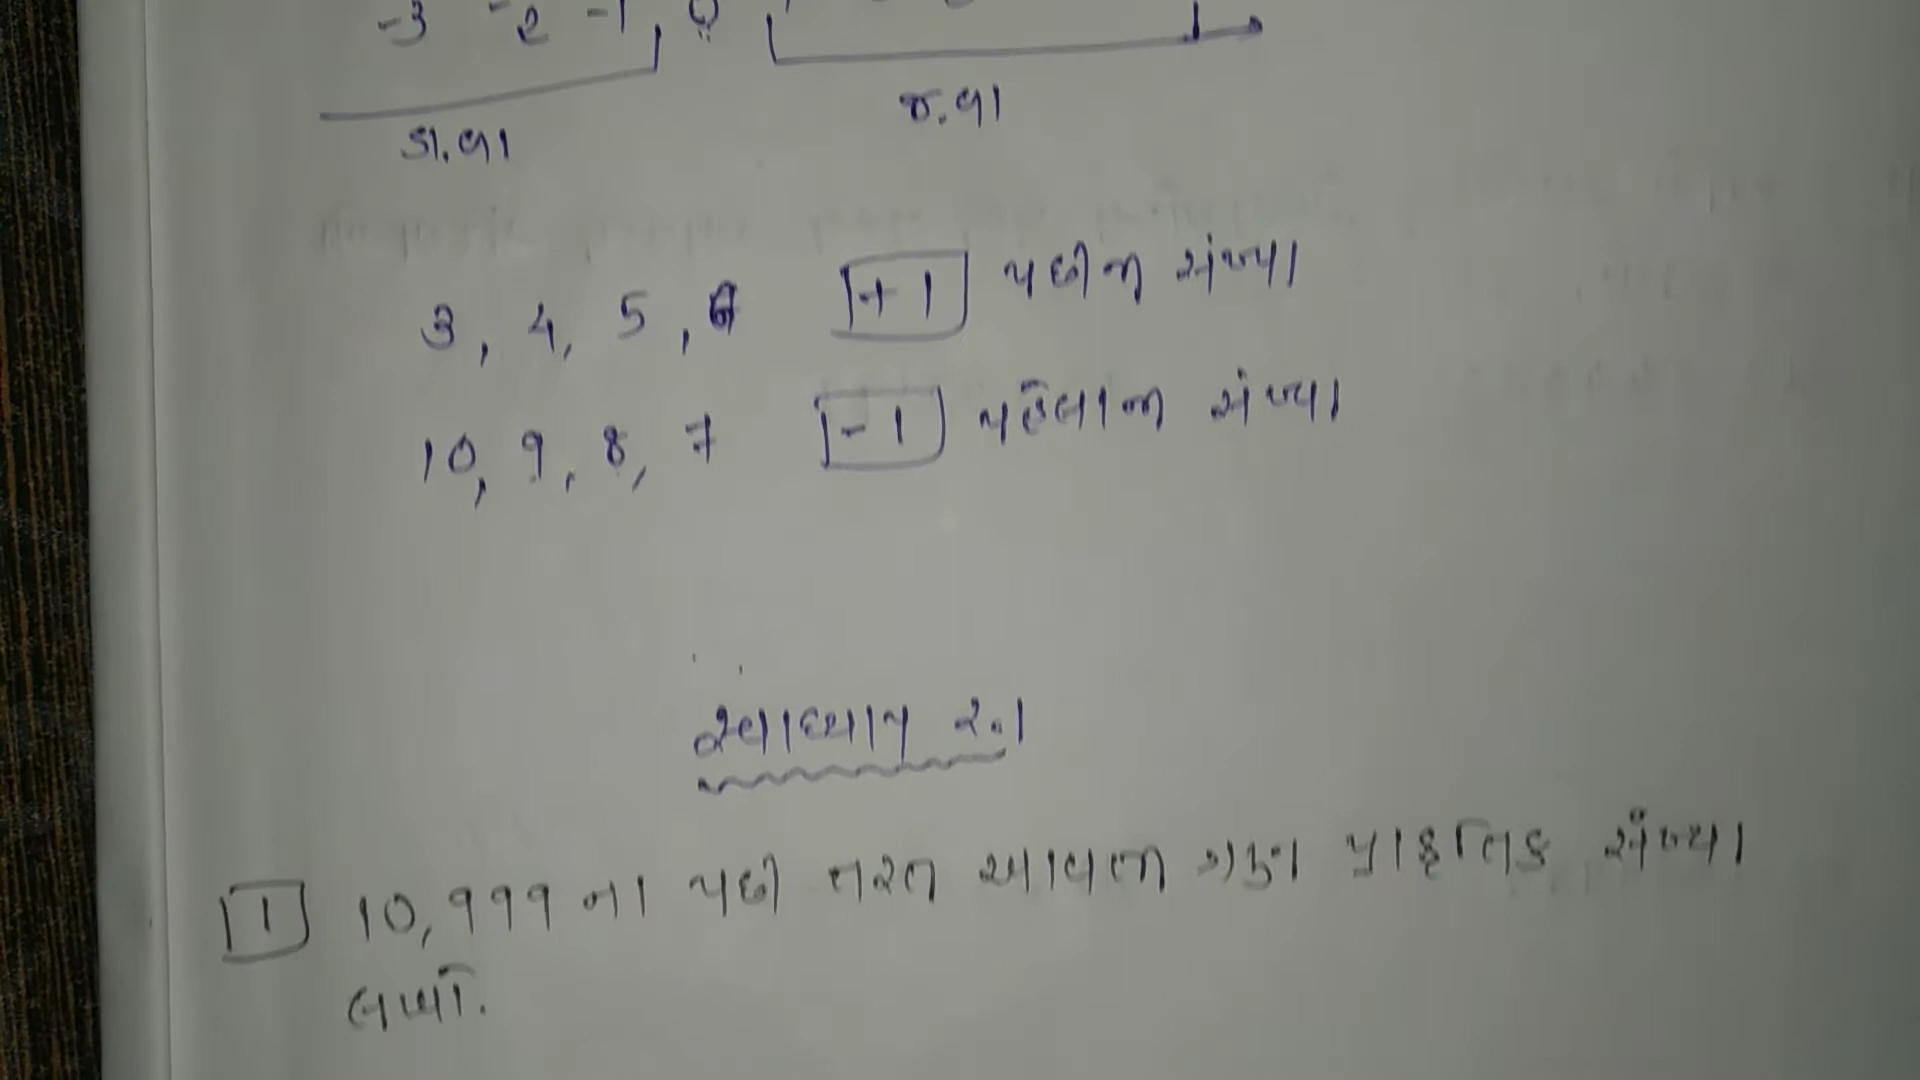 -3 -2 -1, 0
ડા.બા
જ.બા
3, 4, 5, 6 +1 પછીની સંખ્યા
10, 9, 8, 7 -1 પહેલાની સંખ્યા
સ્વાધ્યાય ૨.1
1 10,999 ના પછી તરત આવતી ત્રણ પ્રાકૃતિક સંખ્યા
લખો.